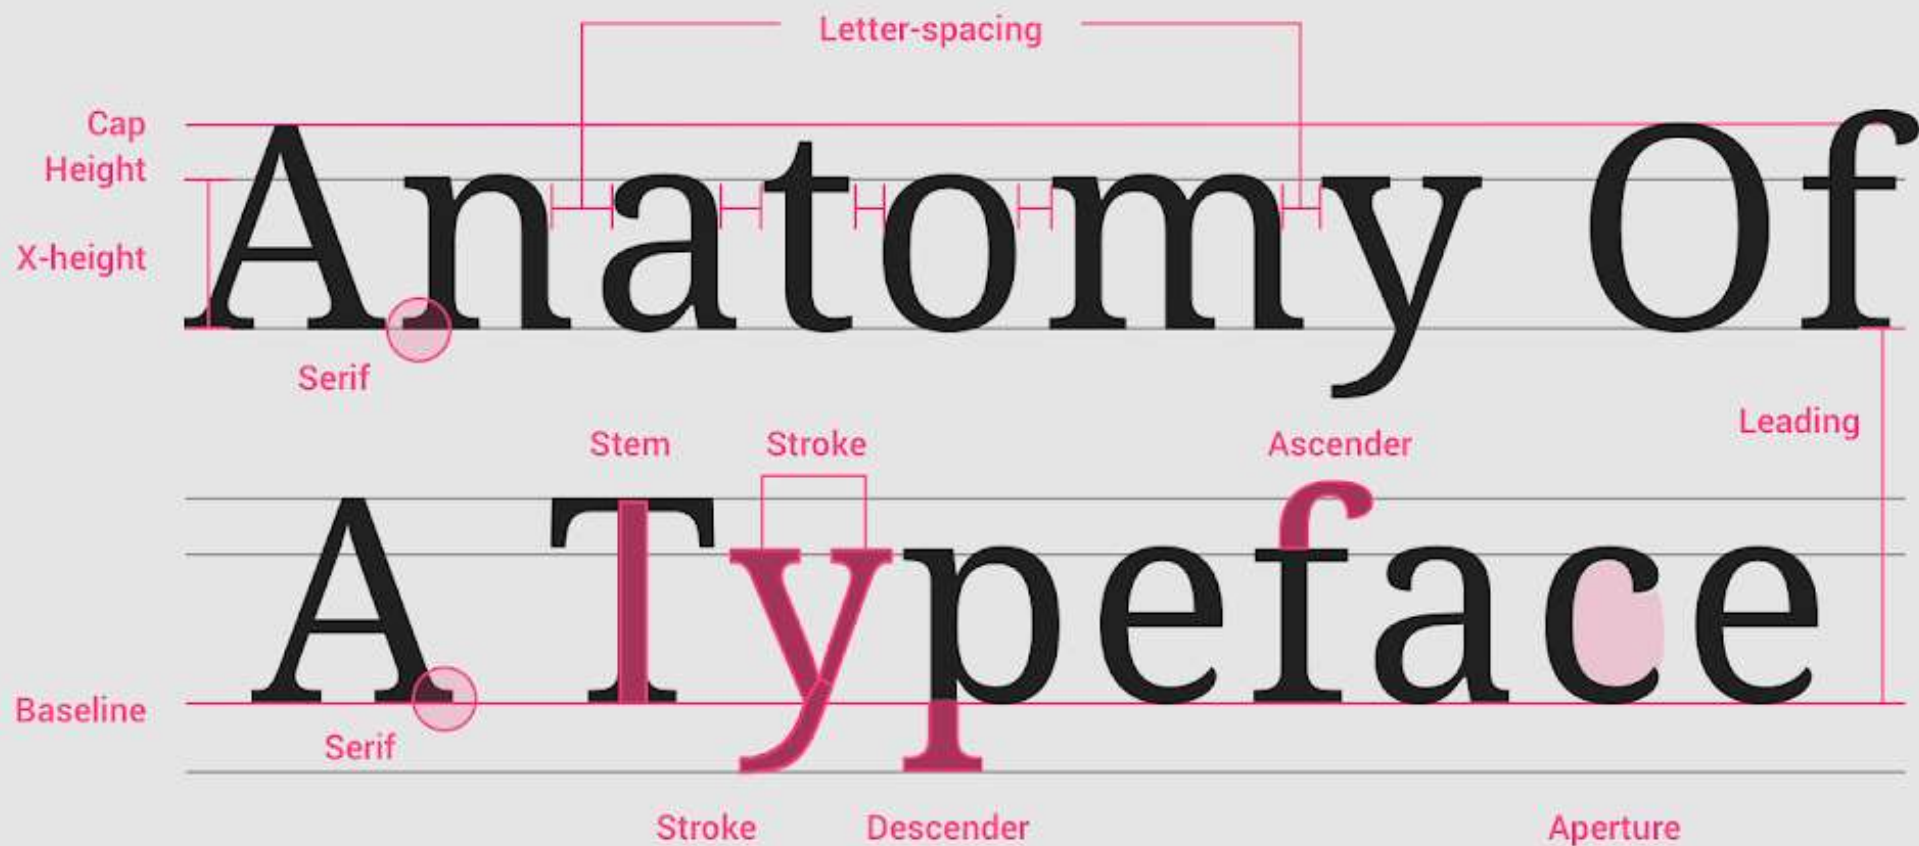 Letter-spacing
Cap
Height
X-height
Anatomy Of
Serif
Leading
Stem Stroke Ascender
A Typeface
Baseline
Serif
Stroke Descender Aperture